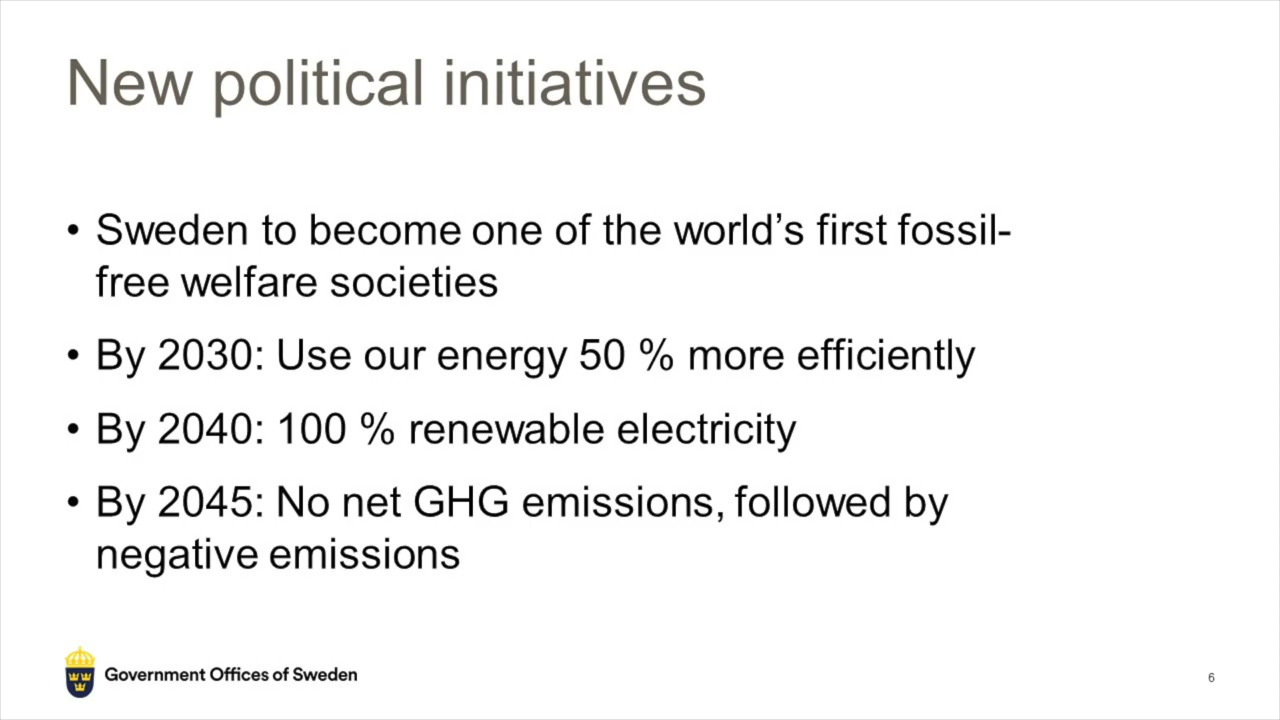 New political initiatives
• Sweden to become one of the world’s first fossil-
free welfare societies
• By 2030: Use our energy 50 % more efficiently
• By 2040: 100 % renewable electricity
• By 2045: No net GHG emissions, followed by
negative emissions
Government Offices of Sweden
6